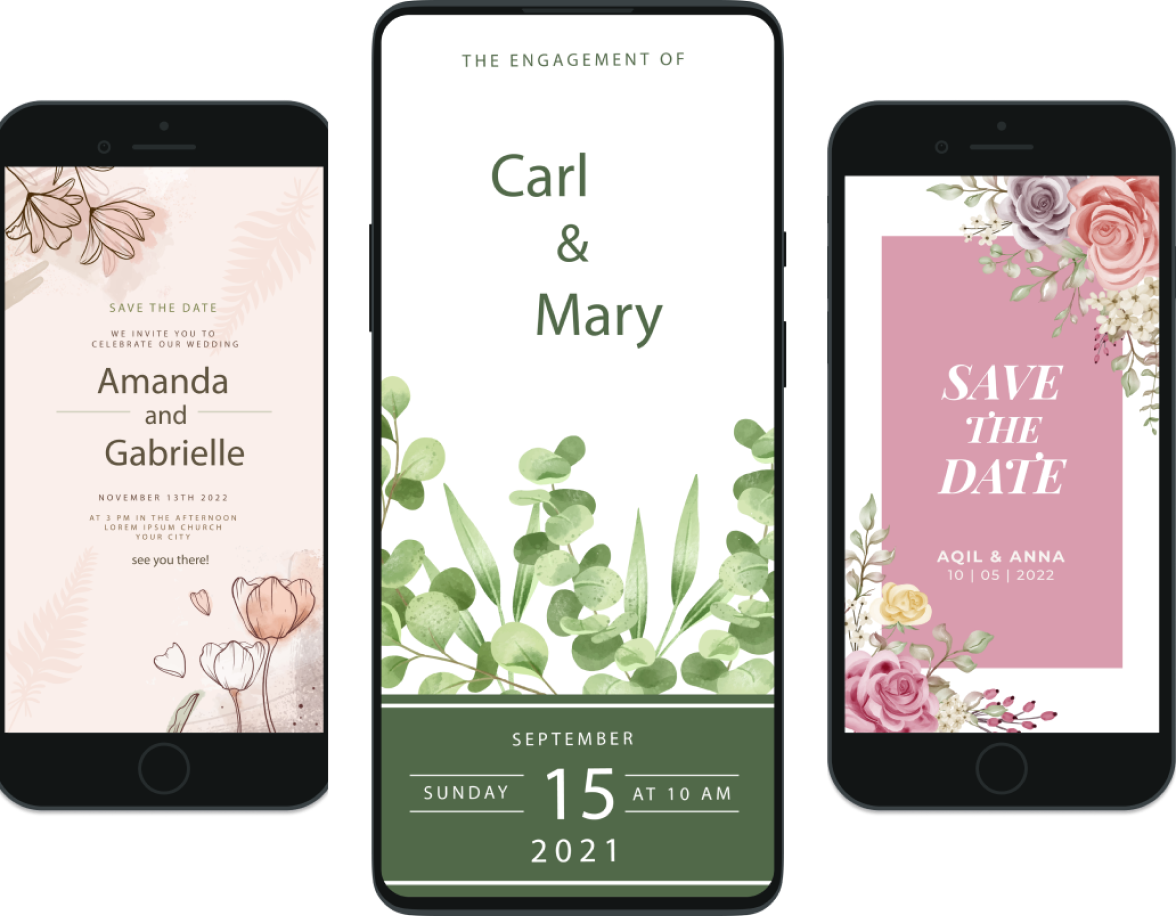 SAVE THE DATE
WE INVITE YOU TO
CELEBRATE OUR WEDDING
Amanda
and
Gabrielle
NOVEMBER 13TH 2022
AT 3 PM IN THE AFTERNOON
LOREM IPSUM CHURCH
YOUR CITY
see you there!
THE ENGAGEMENT OF
Carl
&
Mary
SEPTEMBER
SUNDAY 15 AT 10 AM
2021
SAVE
THE
DATE
AQIL & ANNA
10 | 05 | 2022